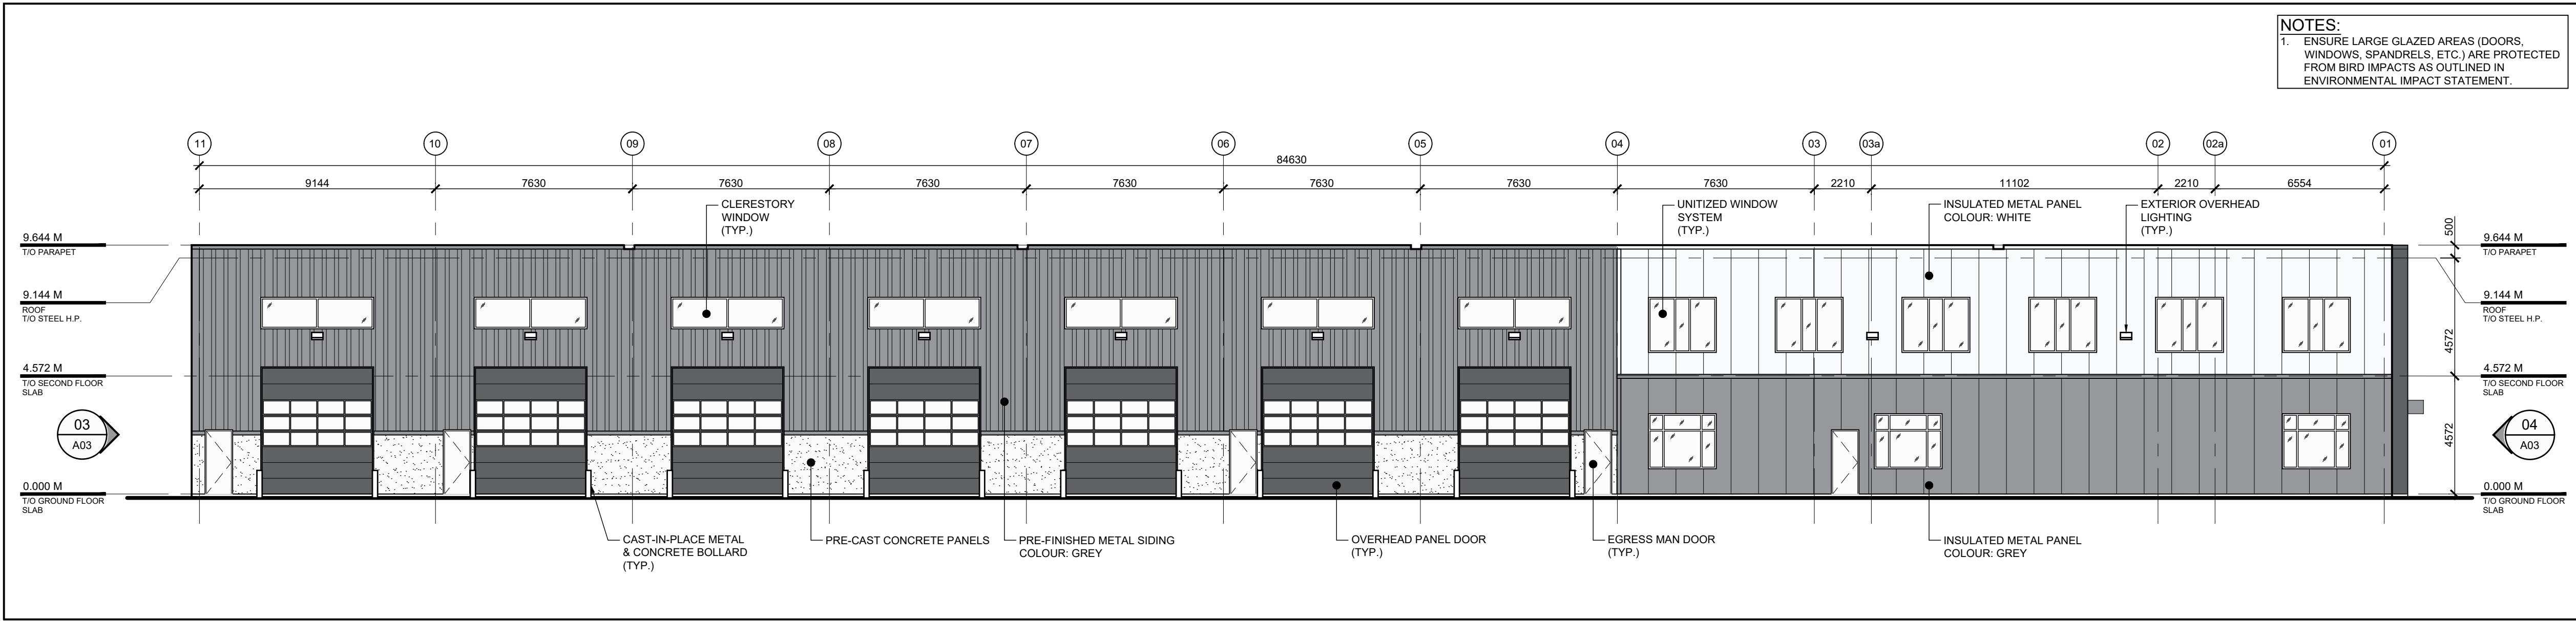 NOTES:
1. ENSURE LARGE GLAZED AREAS (DOORS,
WINDOWS, SPANDRELS, ETC.) ARE PROTECTED
FROM BIRD IMPACTS AS OUTLINED IN
ENVIRONMENTAL IMPACT STATEMENT.
11 10 09 08 07 06 05 04 03 03a 02 02a 01
84630
9144 7630 7630 7630 7630 7630 7630 7630 2210 11102 2210 6554
CLERESTORY
WINDOW
(TYP.)
UNITIZED WINDOW
SYSTEM
(TYP.)
INSULATED METAL PANEL
COLOUR: WHITE
EXTERIOR OVERHEAD
LIGHTING
(TYP.)
9.644 M
T/O PARAPET
9.144 M
ROOF
T/O STEEL H.P.
4.572 M
T/O SECOND FLOOR
SLAB
03
A03
0.000 M
T/O GROUND FLOOR
SLAB
500
4572
4572
9.644 M
T/O PARAPET
9.144 M
ROOF
T/O STEEL H.P.
4.572 M
T/O SECOND FLOOR
SLAB
04
A03
0.000 M
T/O GROUND FLOOR
SLAB
CAST-IN-PLACE METAL
& CONCRETE BOLLARD
(TYP.)
PRE-CAST CONCRETE PANELS
PRE-FINISHED METAL SIDING
COLOUR: GREY
OVERHEAD PANEL DOOR
(TYP.)
EGRESS MAN DOOR
(TYP.)
INSULATED METAL PANEL
COLOUR: GREY